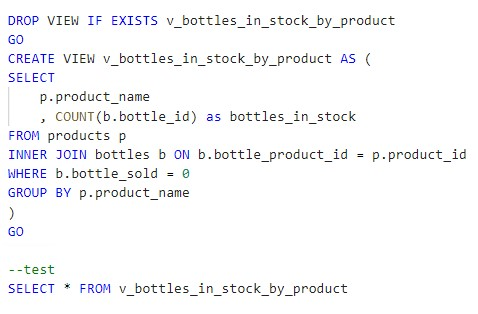 DROP VIEW IF EXISTS v_bottles_in_stock_by_product
GO
CREATE VIEW v_bottles_in_stock_by_product AS (
SELECT
    p.product_name
    , COUNT(b.bottle_id) as bottles_in_stock
FROM products p
INNER JOIN bottles b ON b.bottle_product_id = p.product_id
WHERE b.bottle_sold = 0
GROUP BY p.product_name
)
GO

--test
SELECT * FROM v_bottles_in_stock_by_product